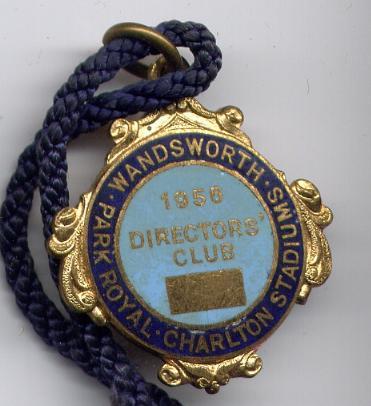 WANDSWORTH · PARK ROYAL · CHARLTON STADIUMS ·
1956
DIRECTORS'
CLUB